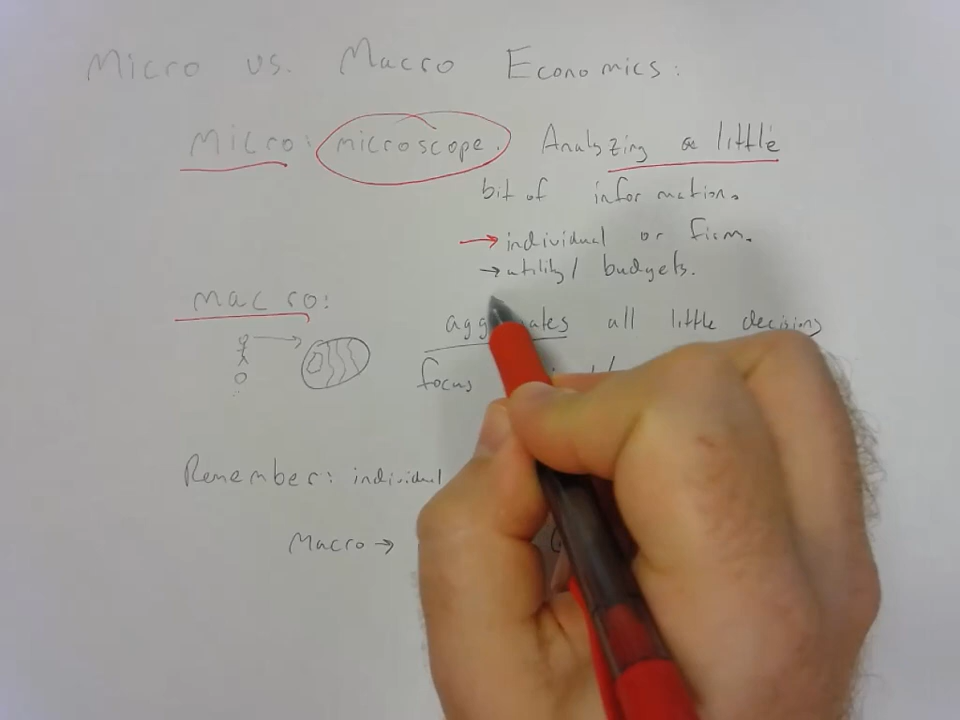 Micro vs. Macro Economics:
Micro: microscope. Analyzing a little
bit of information.
→ individual or firm.
→ utility/ budgets.
Macro:
all little decisions
focus
Remember: individual
Macro →